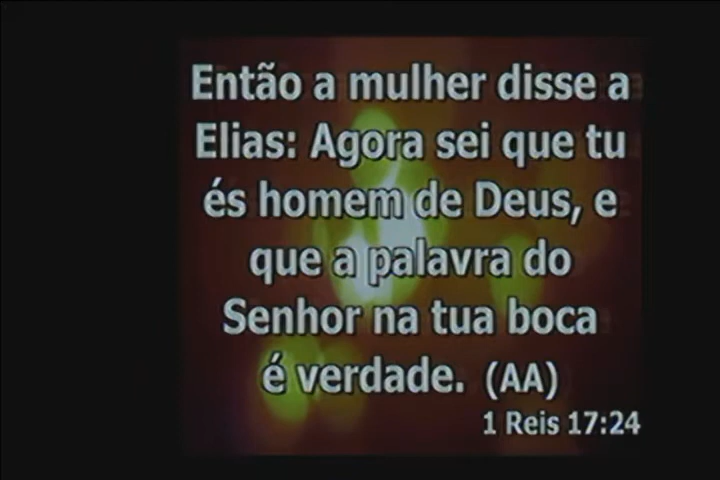 Então a mulher disse a
Elias: Agora sei que tu
és homem de Deus, e
que a palavra do
Senhor na tua boca
é verdade. (AA)
1 Reis 17:24